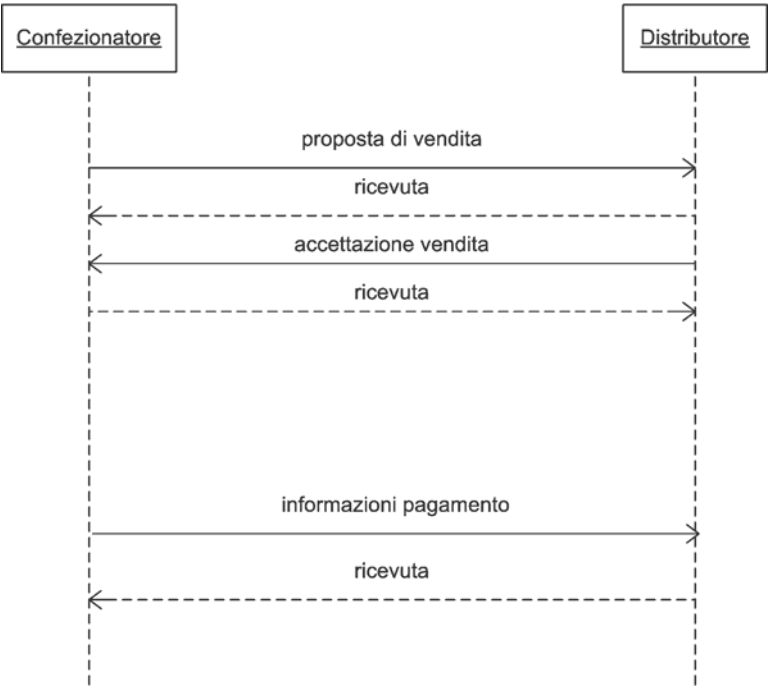 Confezionatore
Distributore
proposta di vendita
ricevuta
accettazione vendita
ricevuta
informazioni pagamento
ricevuta